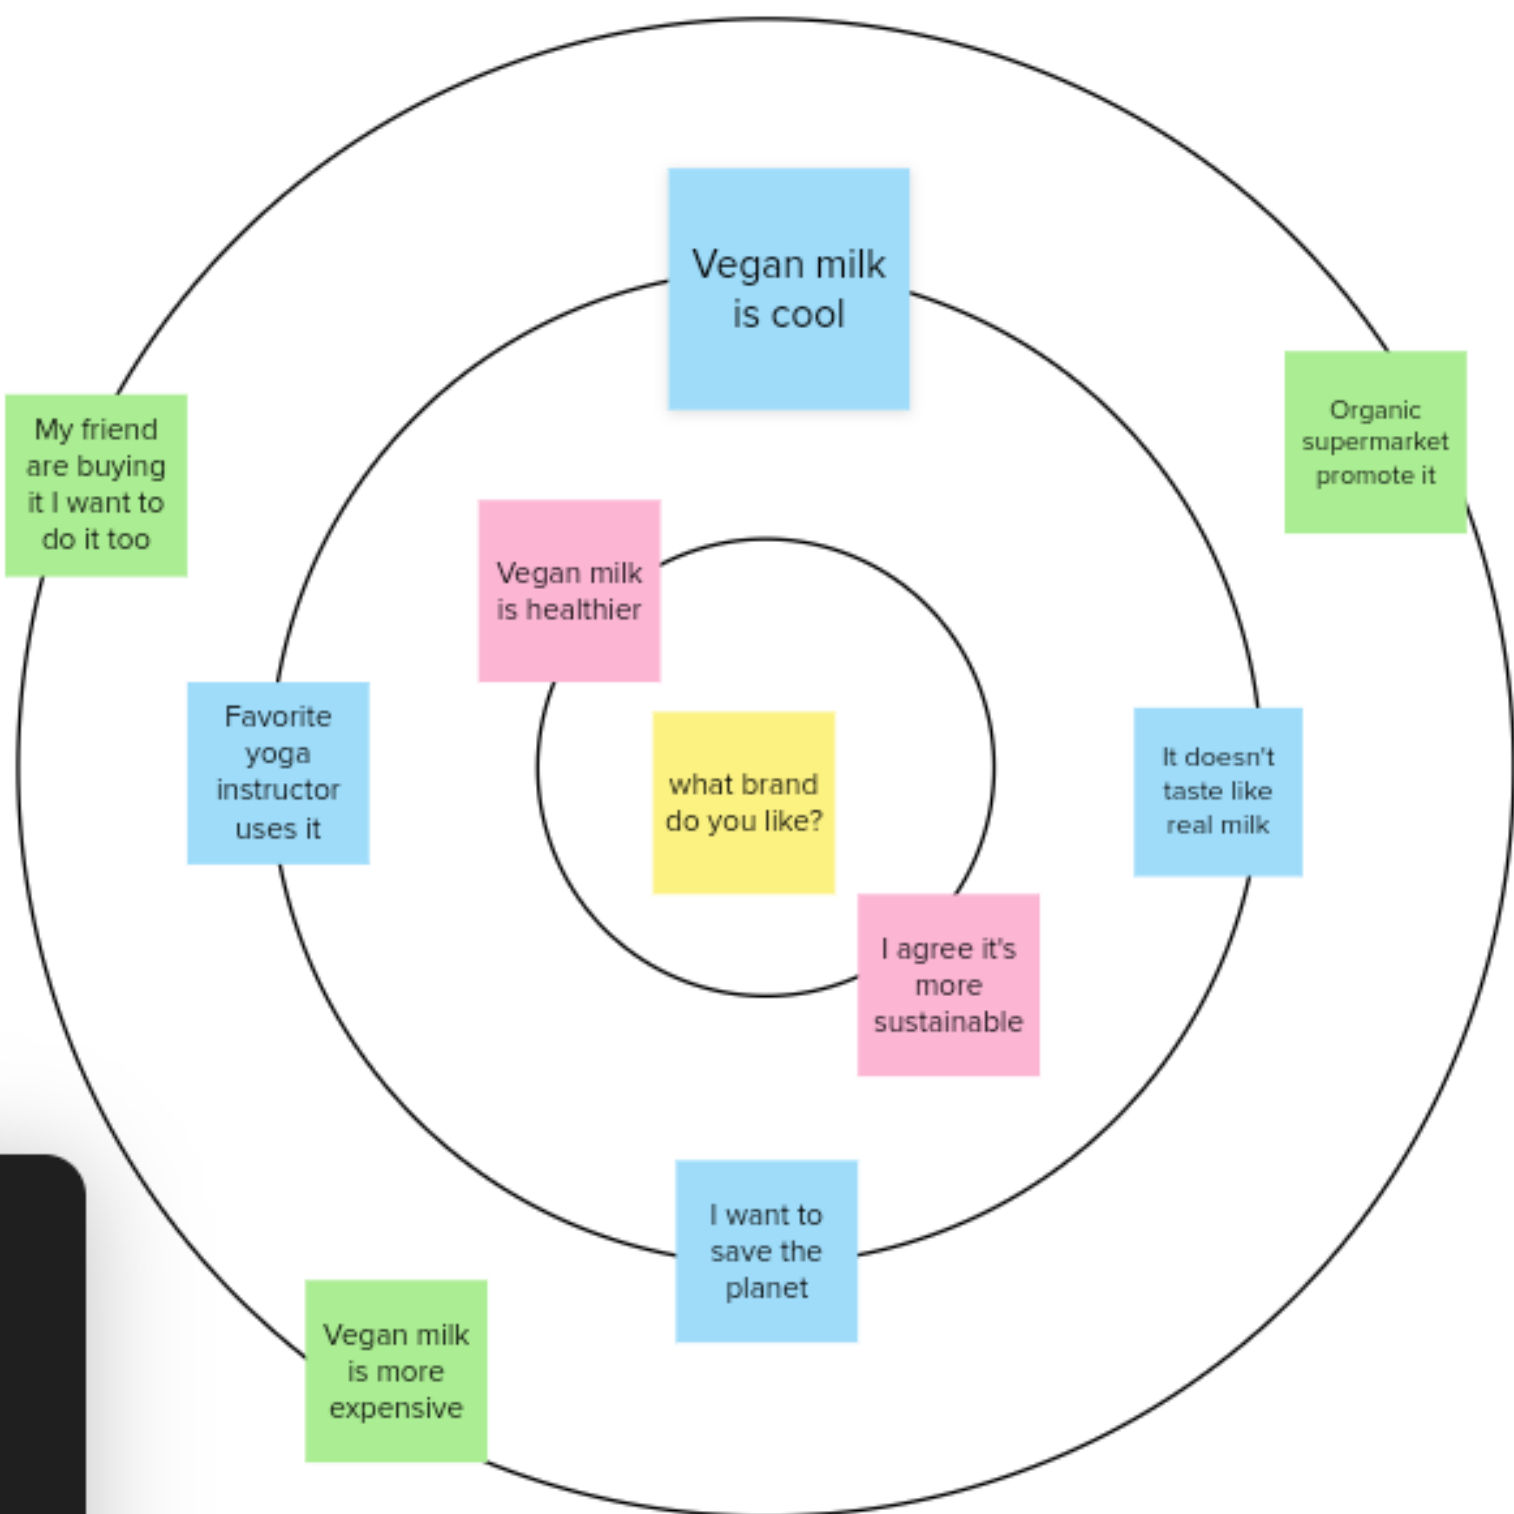 Vegan milk
is cool
Organic
supermarket
promote it
My friend
are buying
it I want to
do it too
Vegan milk
is healthier
Favorite
yoga
instructor
uses it
what brand
do you like?
It doesn't
taste like
real milk
I agree it's
more
sustainable
I want to
save the
planet
Vegan milk
is more
expensive